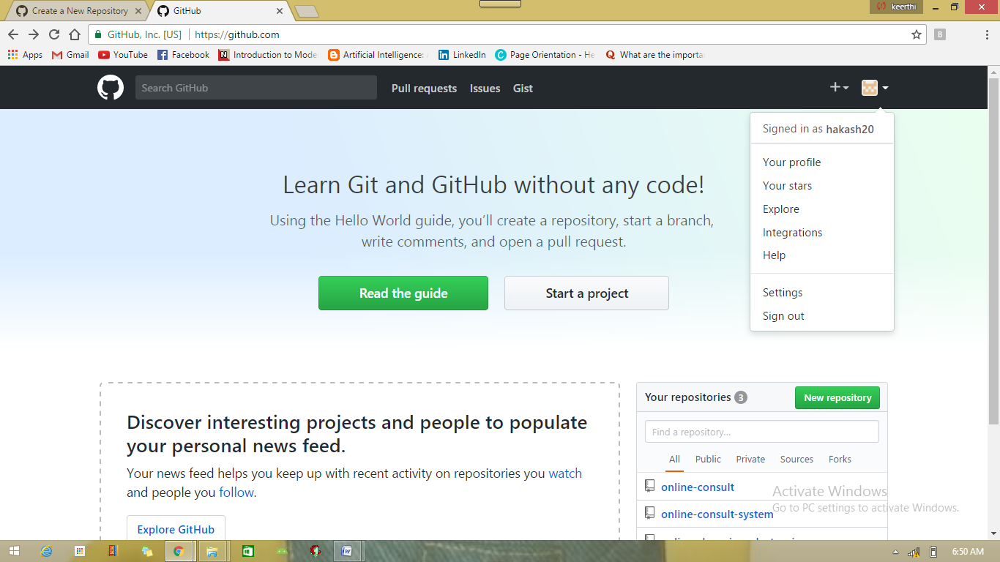 Create a New Repository
GitHub
keerthi
GitHub, Inc. [US]
https://github.com
B
Apps
Gmail
YouTube
Facebook
Introduction to Mode
Artificial Intelligence:
LinkedIn
Page Orientation - He
What are the importa
Search GitHub
Pull requests
Issues
Gist
Signed in as hakash20
Your profile
Your stars
Explore
Integrations
Help
Settings
Sign out
Learn Git and GitHub without any code!
Using the Hello World guide, you’ll create a repository, start a branch,
write comments, and open a pull request.
Read the guide
Start a project
Discover interesting projects and people to populate
your personal news feed.
Your news feed helps you keep up with recent activity on repositories you watch
and people you follow.
Explore GitHub
Your repositories 3
New repository
Find a repository...
All
Public
Private
Sources
Forks
online-consult
online-consult-system
Activate Windows
Go to PC settings to activate Windows.
6:50 AM